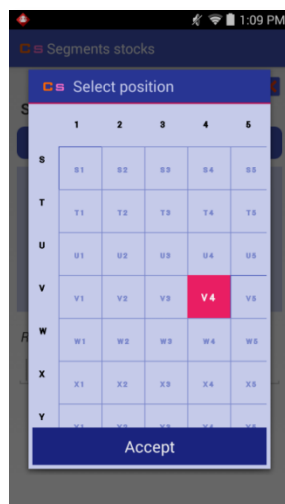 1:09 PM
Cs Segments stocks
Cs Select position
1 2 3 4 5
S S1 S2 S3 S4 S5
T T1 T2 T3 T4 T5
U U1 U2 U3 U4 U5
V V1 V2 V3 V4 V5
W W1 W2 W3 W4 W5
X X1 X2 X3 X4 X5
Y
Accept